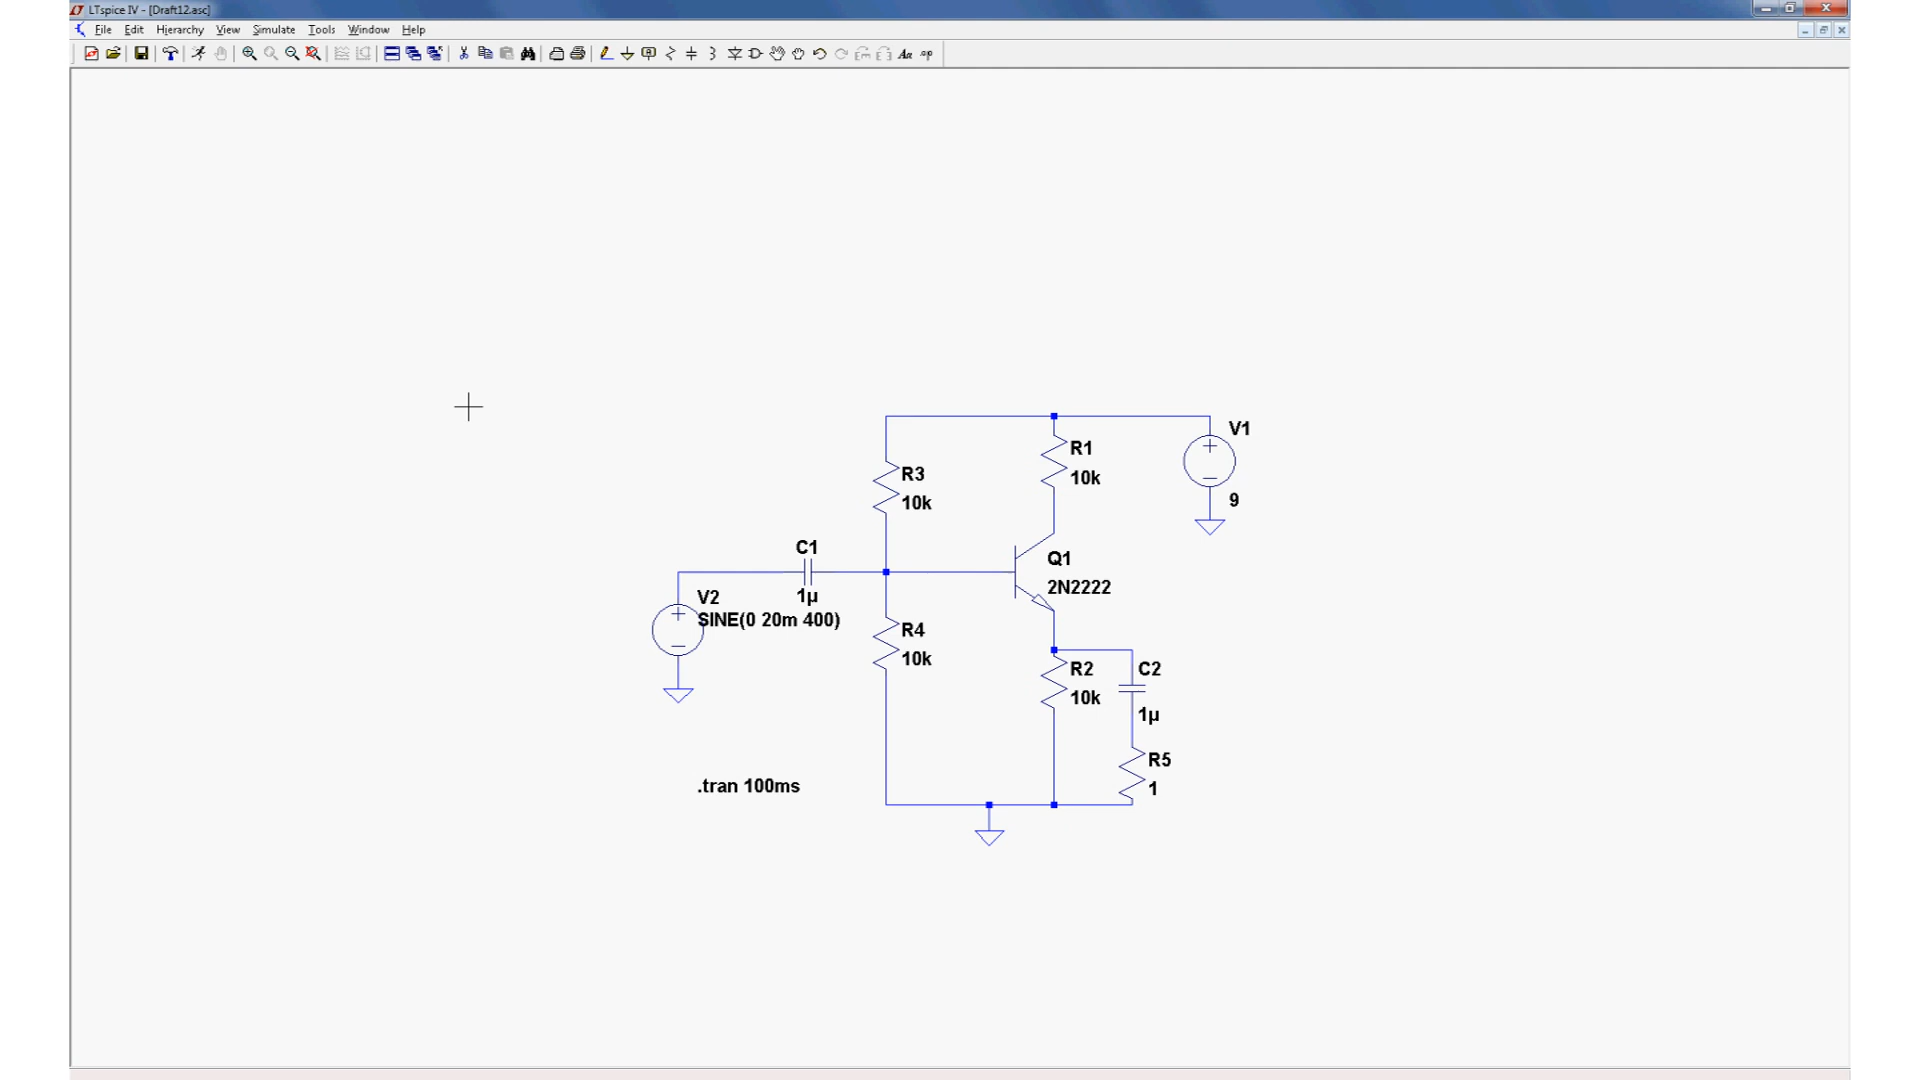 LTspice IV - [Draft12.asc]
File Edit Hierarchy View Simulate Tools Window Help
V1
R1
R3
10k
10k
9
C1
Q1
2N2222
1µ
V2
SINE(0 20m 400)
R4
10k
R2
C2
10k
1µ
R5
.tran 100ms
1